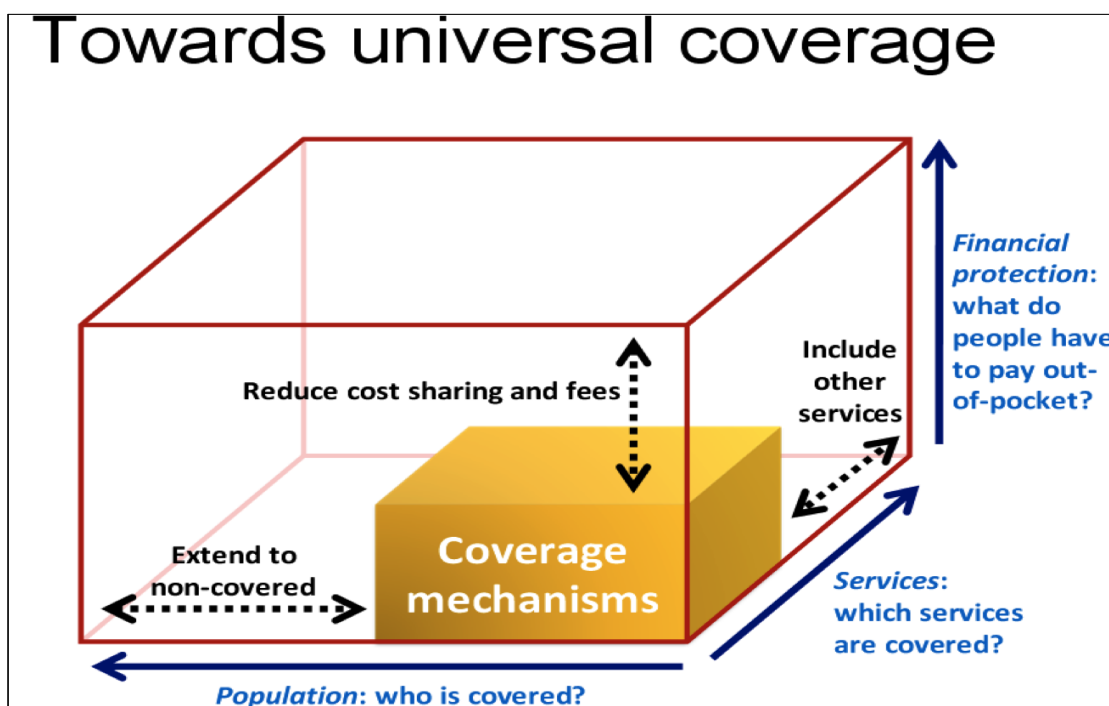 Towards universal coverage
Financial
protection:
what do
people have
to pay out-
of-pocket?
Include
other
services
Reduce cost sharing and fees
Extend to
non-covered
Coverage
mechanisms
Services:
which services
are covered?
Population: who is covered?